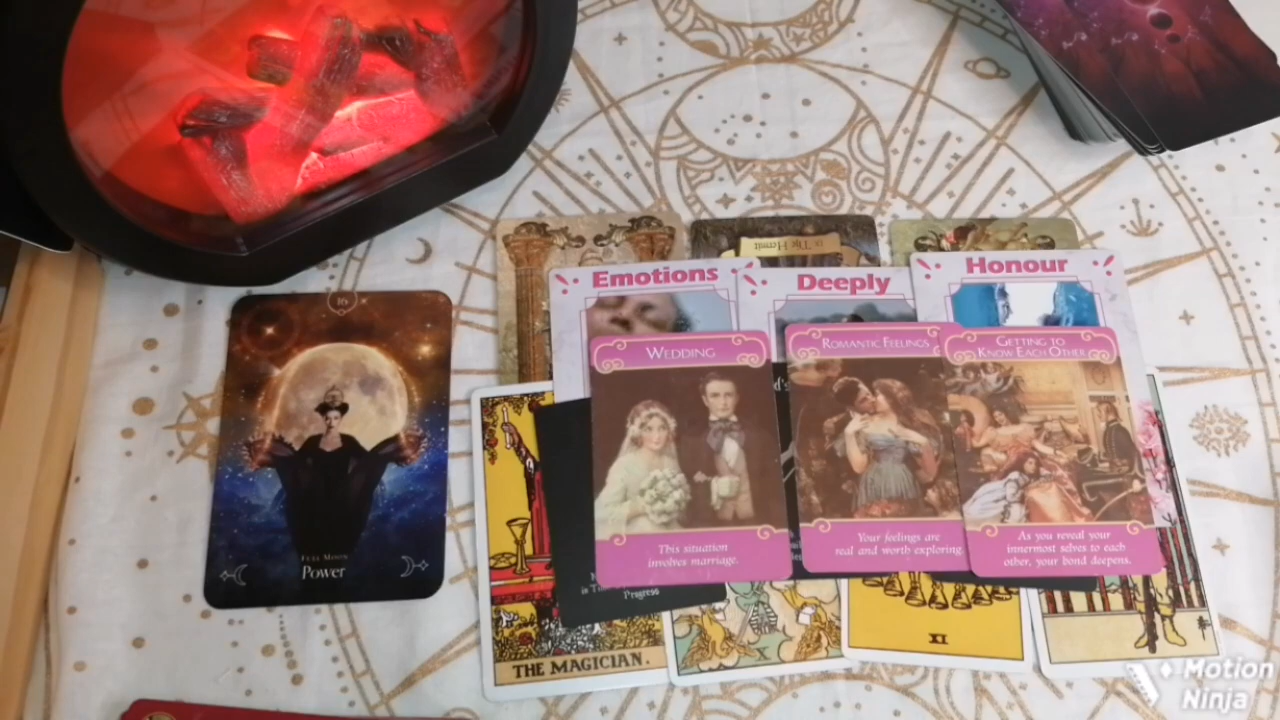 IX The Hermit
Emotions
Deeply
Honour
16
WEDDING
ROMANTIC FEELINGS
GETTING TO
KNOW EACH OTHER
This situation
involves marriage.
Your feelings are
real and worth exploring.
As you reveal your
innermost selves to each
other, your bond deepens.
FULL MOON
Power
Progress
THE MAGICIAN.
X
XI
Motion
Ninja